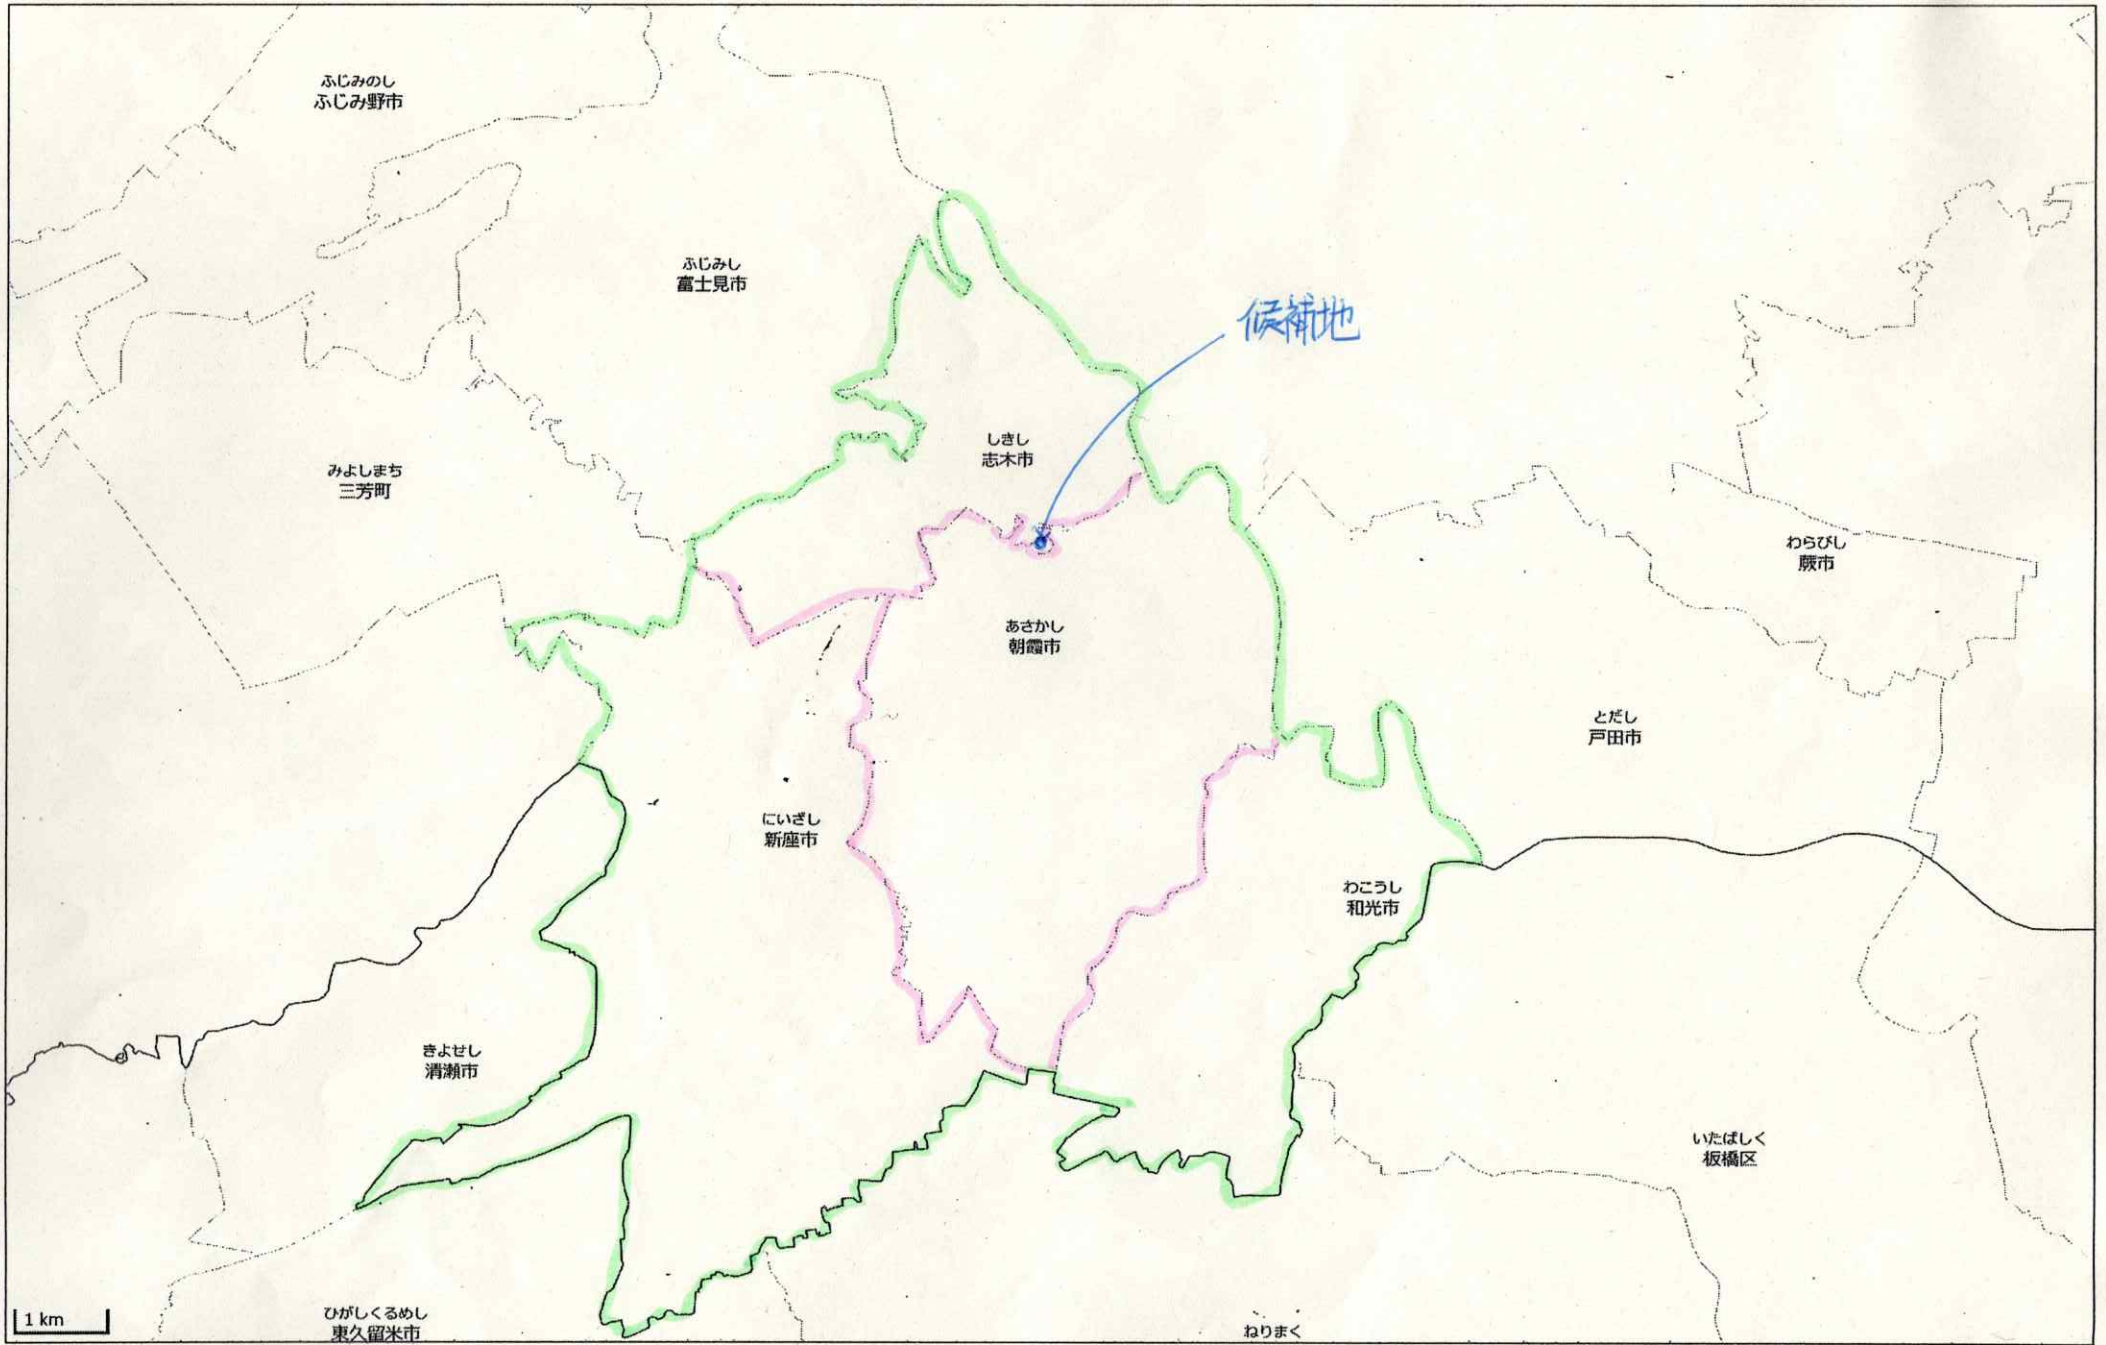 ふじみのし
ふじみ野市
ふじみし
富士見市
候補地
しきし
志木市
みよしまち
三芳町
わらびし
蕨市
あさかし
朝霞市
とだし
戸田市
にいざし
新座市
わこうし
和光市
きよせし
清瀬市
いたばしく
板橋区
1 km
ひがしくるめし
東久留米市
ねりまく